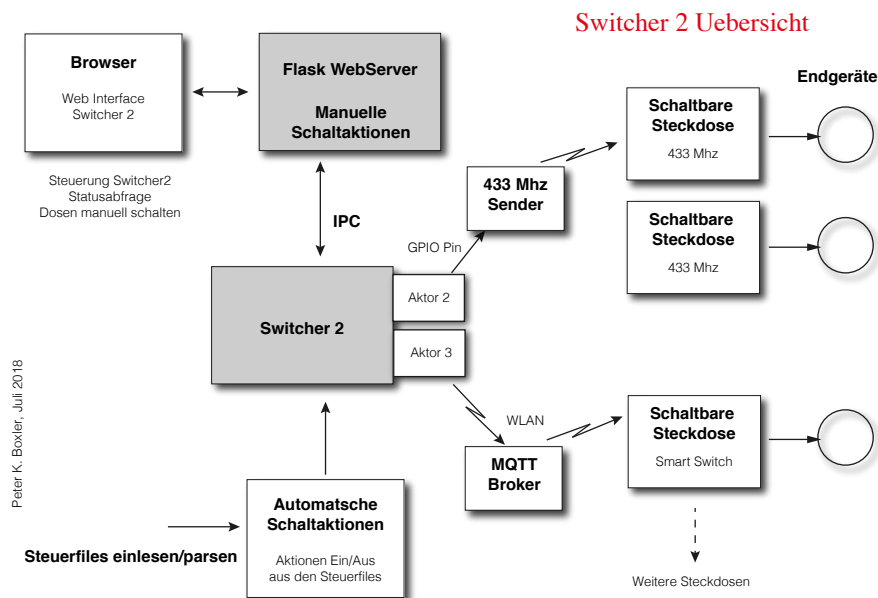 Switcher 2 Uebersicht
Browser
Web Interface
Switcher 2
Steuerung Switcher2
Statusabfrage
Dosen manuell schalten
Flask WebServer
Manuelle
Schaltaktionen
IPC
Switcher 2
Aktor 2
Aktor 3
GPIO Pin
433 Mhz
Sender
Endgeräte
Schaltbare
Steckdose
433 Mhz
Schaltbare
Steckdose
433 Mhz
WLAN
MQTT
Broker
Schaltbare
Steckdose
Smart Switch
Weitere Steckdosen
Automatsche
Schaltaktionen
Aktionen Ein/Aus
aus den Steuerfiles
Steuerfiles einlesen/parsen
Peter K. Boxler, Juli 2018